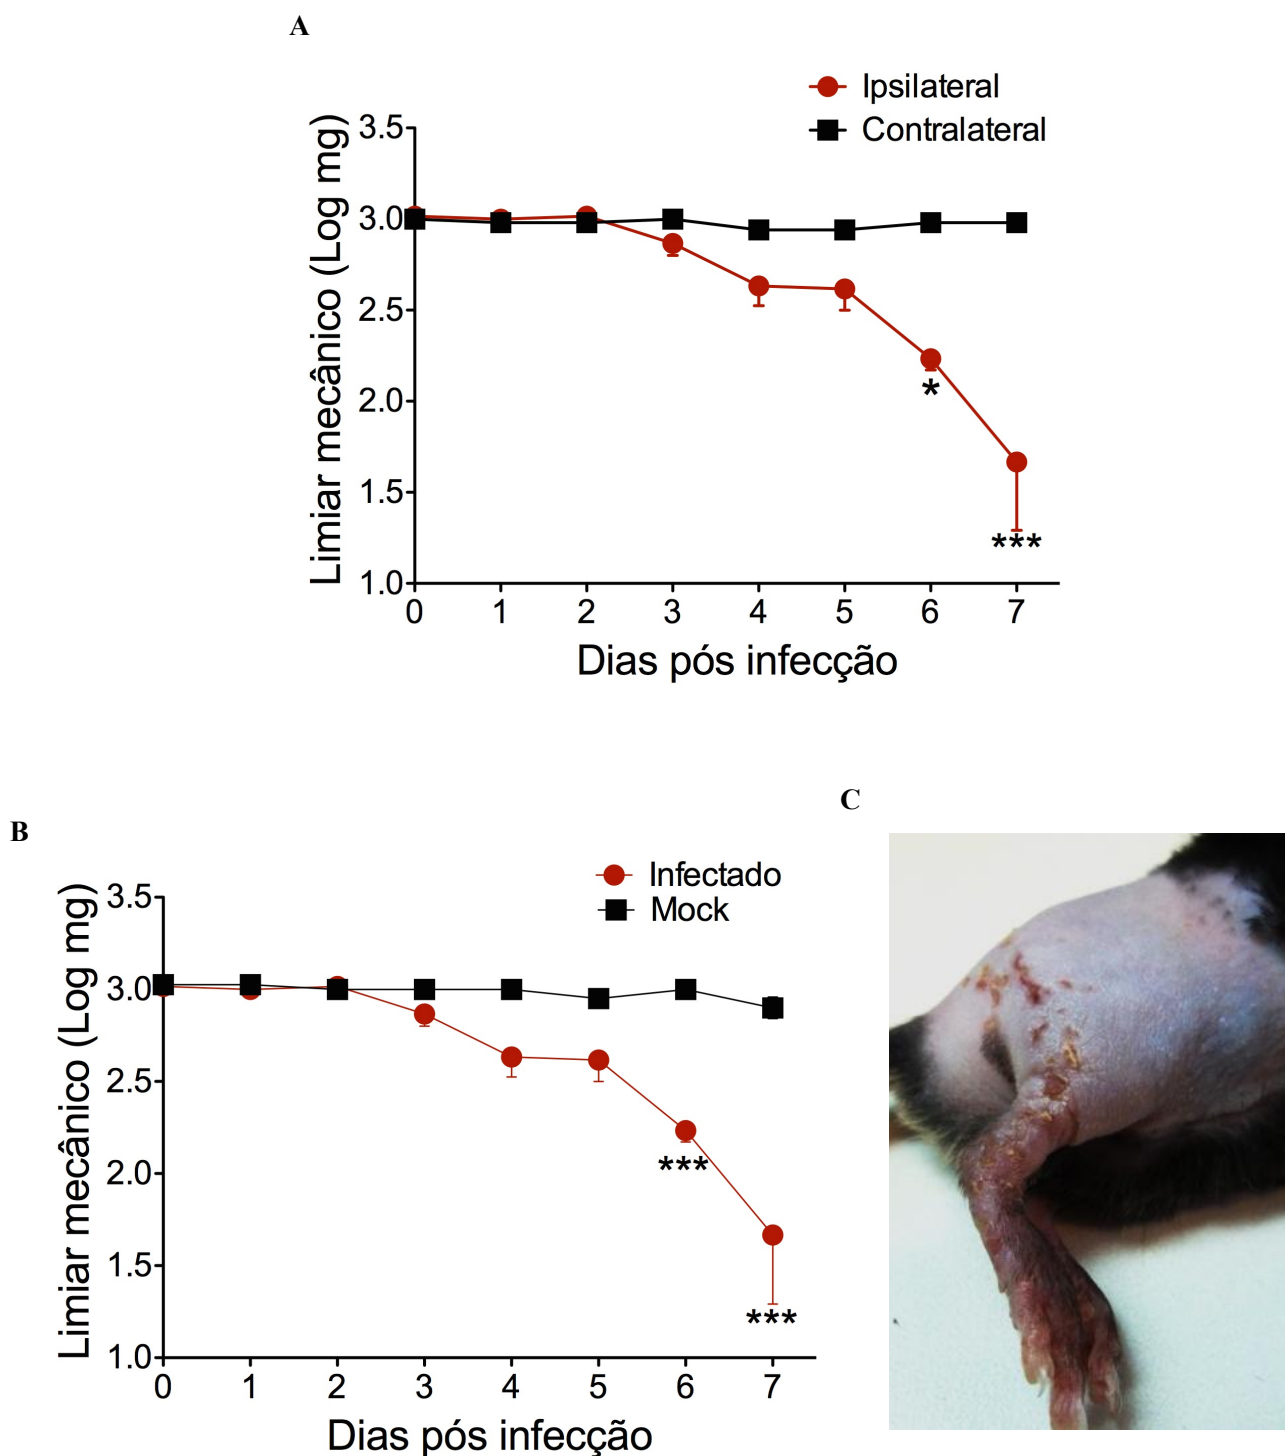 A
Ipsilateral
Contralateral
Limiar mecânico (Log mg)
3.5
3.0
2.5
2.0
1.5
1.0
*
***
0 1 2 3 4 5 6 7
Dias pós infecção
B
Infectado
Mock
Limiar mecânico (Log mg)
3.5
3.0
2.5
2.0
1.5
1.0
***
***
0 1 2 3 4 5 6 7
Dias pós infecção
C